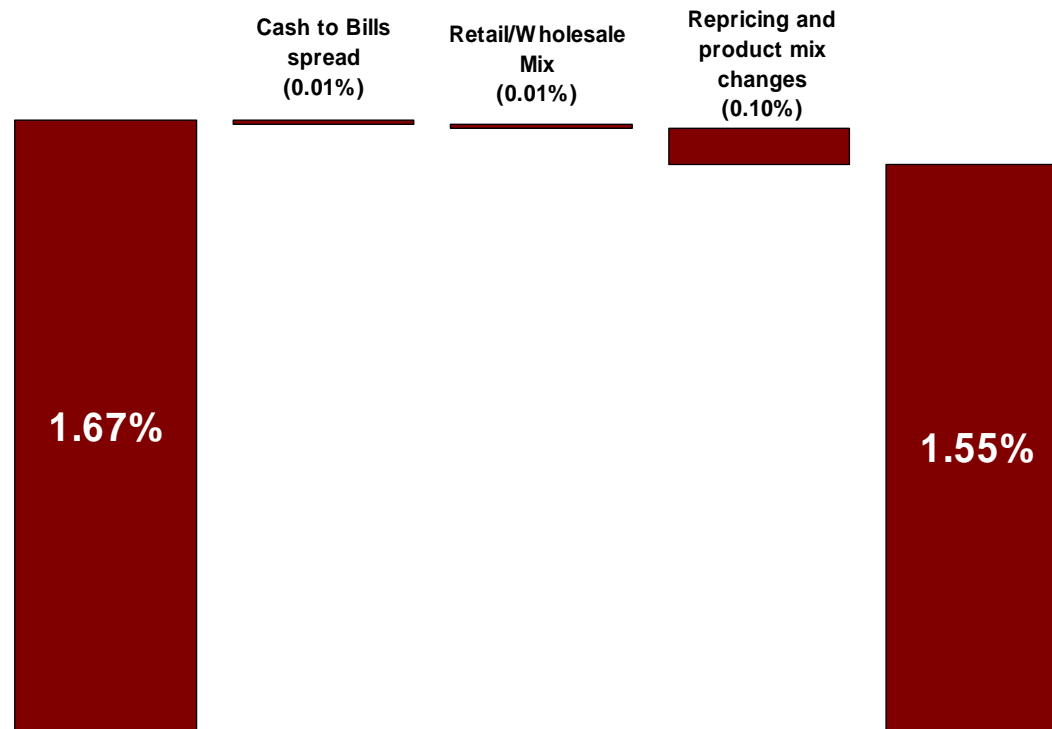 Cash to Bills
spread
(0.01%)
Retail/Wholesale
Mix
(0.01%)
Repricing and
product mix
changes
(0.10%)
1.67%
1.55%